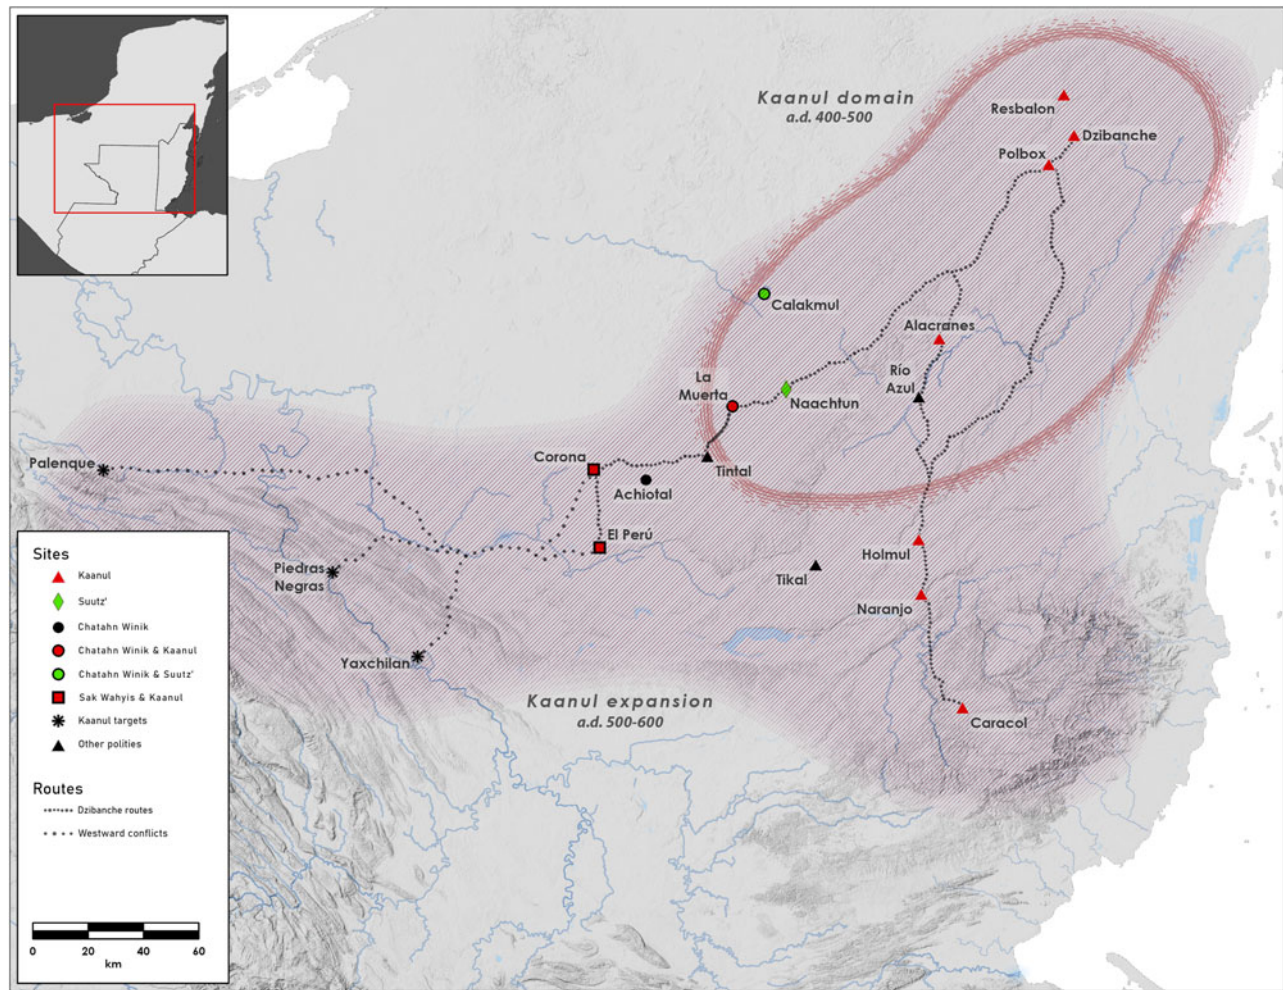 Kaanul domain
a.d. 400-500
Resbalon
Dzibanche
Polbox
Calakmul
Alacranes
La
Muerta
Río
Azul
Naachtun
Palenque
Corona
Tintal
Achiotal
El Perú
Holmul
Piedras
Negras
Tikal
Naranjo
Yaxchilan
Kaanul expansion
a.d. 500-600
Caracol
Sites
Kaanul
Suutz'
Chatahn Winik
Chatahn Winik & Kaanul
Chatahn Winik & Suutz'
Sak Wahyis & Kaanul
Kaanul targets
Other polities
Routes
Dzibanche routes
Westward conflicts
0 20 40 60
km